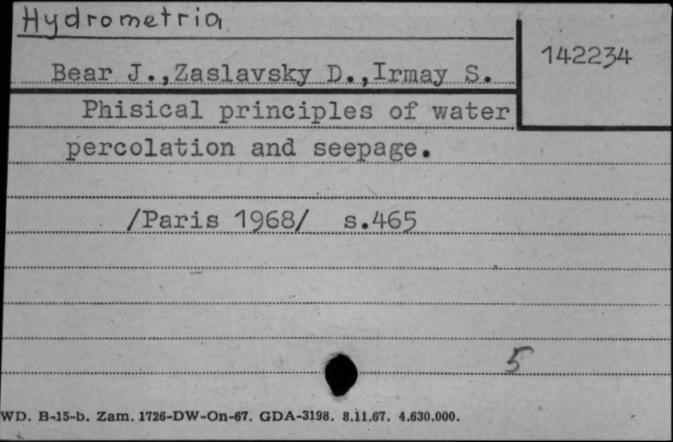 Hydrometria
142234
Bear J.,Zaslavsky D.,Irmay S.
Phisical principles of water
percolation and seepage.
/Paris 1968/ s.465
5
WD. B-15-b. Zam. 1726-DW-On-67. GDA-3198. 8.11.67. 4.630.000.